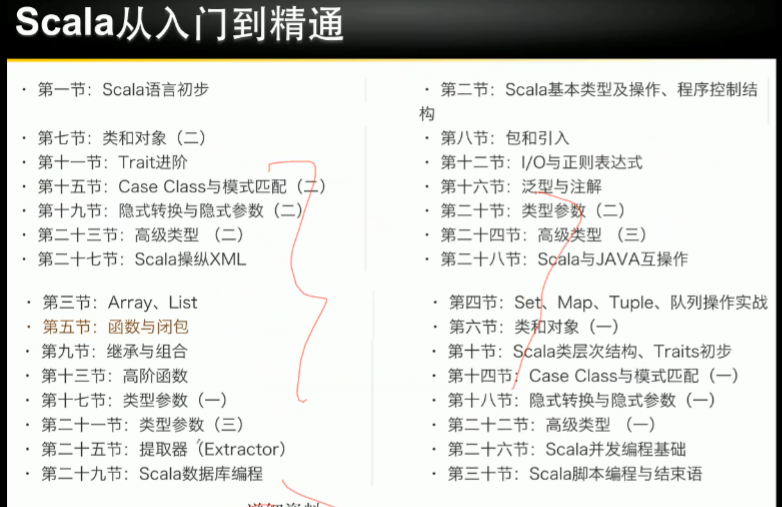 Scala从入门到精通
· 第一节：Scala语言初步
· 第二节：Scala基本类型及操作、程序控制结
构
· 第七节：类和对象（二）
· 第八节：包和引入
· 第十一节：Trait进阶
· 第十二节：I/O与正则表达式
· 第十五节：Case Class与模式匹配（二）
· 第十六节：泛型与注解
· 第十九节：隐式转换与隐式参数（二）
· 第二十节：类型参数（二）
· 第二十三节：高级类型 （二）
· 第二十四节：高级类型 （三）
· 第二十七节：Scala操纵XML
· 第二十八节：Scala与JAVA互操作
· 第三节：Array、List
· 第四节：Set、Map、Tuple、队列操作实战
· 第五节：函数与闭包
· 第六节：类和对象（一）
· 第九节：继承与组合
· 第十节：Scala类层次结构、Traits初步
· 第十三节：高阶函数
· 第十四节：Case Class与模式匹配（一）
· 第十七节：类型参数（一）
· 第十八节：隐式转换与隐式参数（一）
· 第二十一节：类型参数（三）
· 第二十二节：高级类型 （一）
· 第二十五节：提取器（Extractor）
· 第二十六节：Scala并发编程基础
· 第二十九节：Scala数据库编程
· 第三十节：Scala脚本编程与结束语